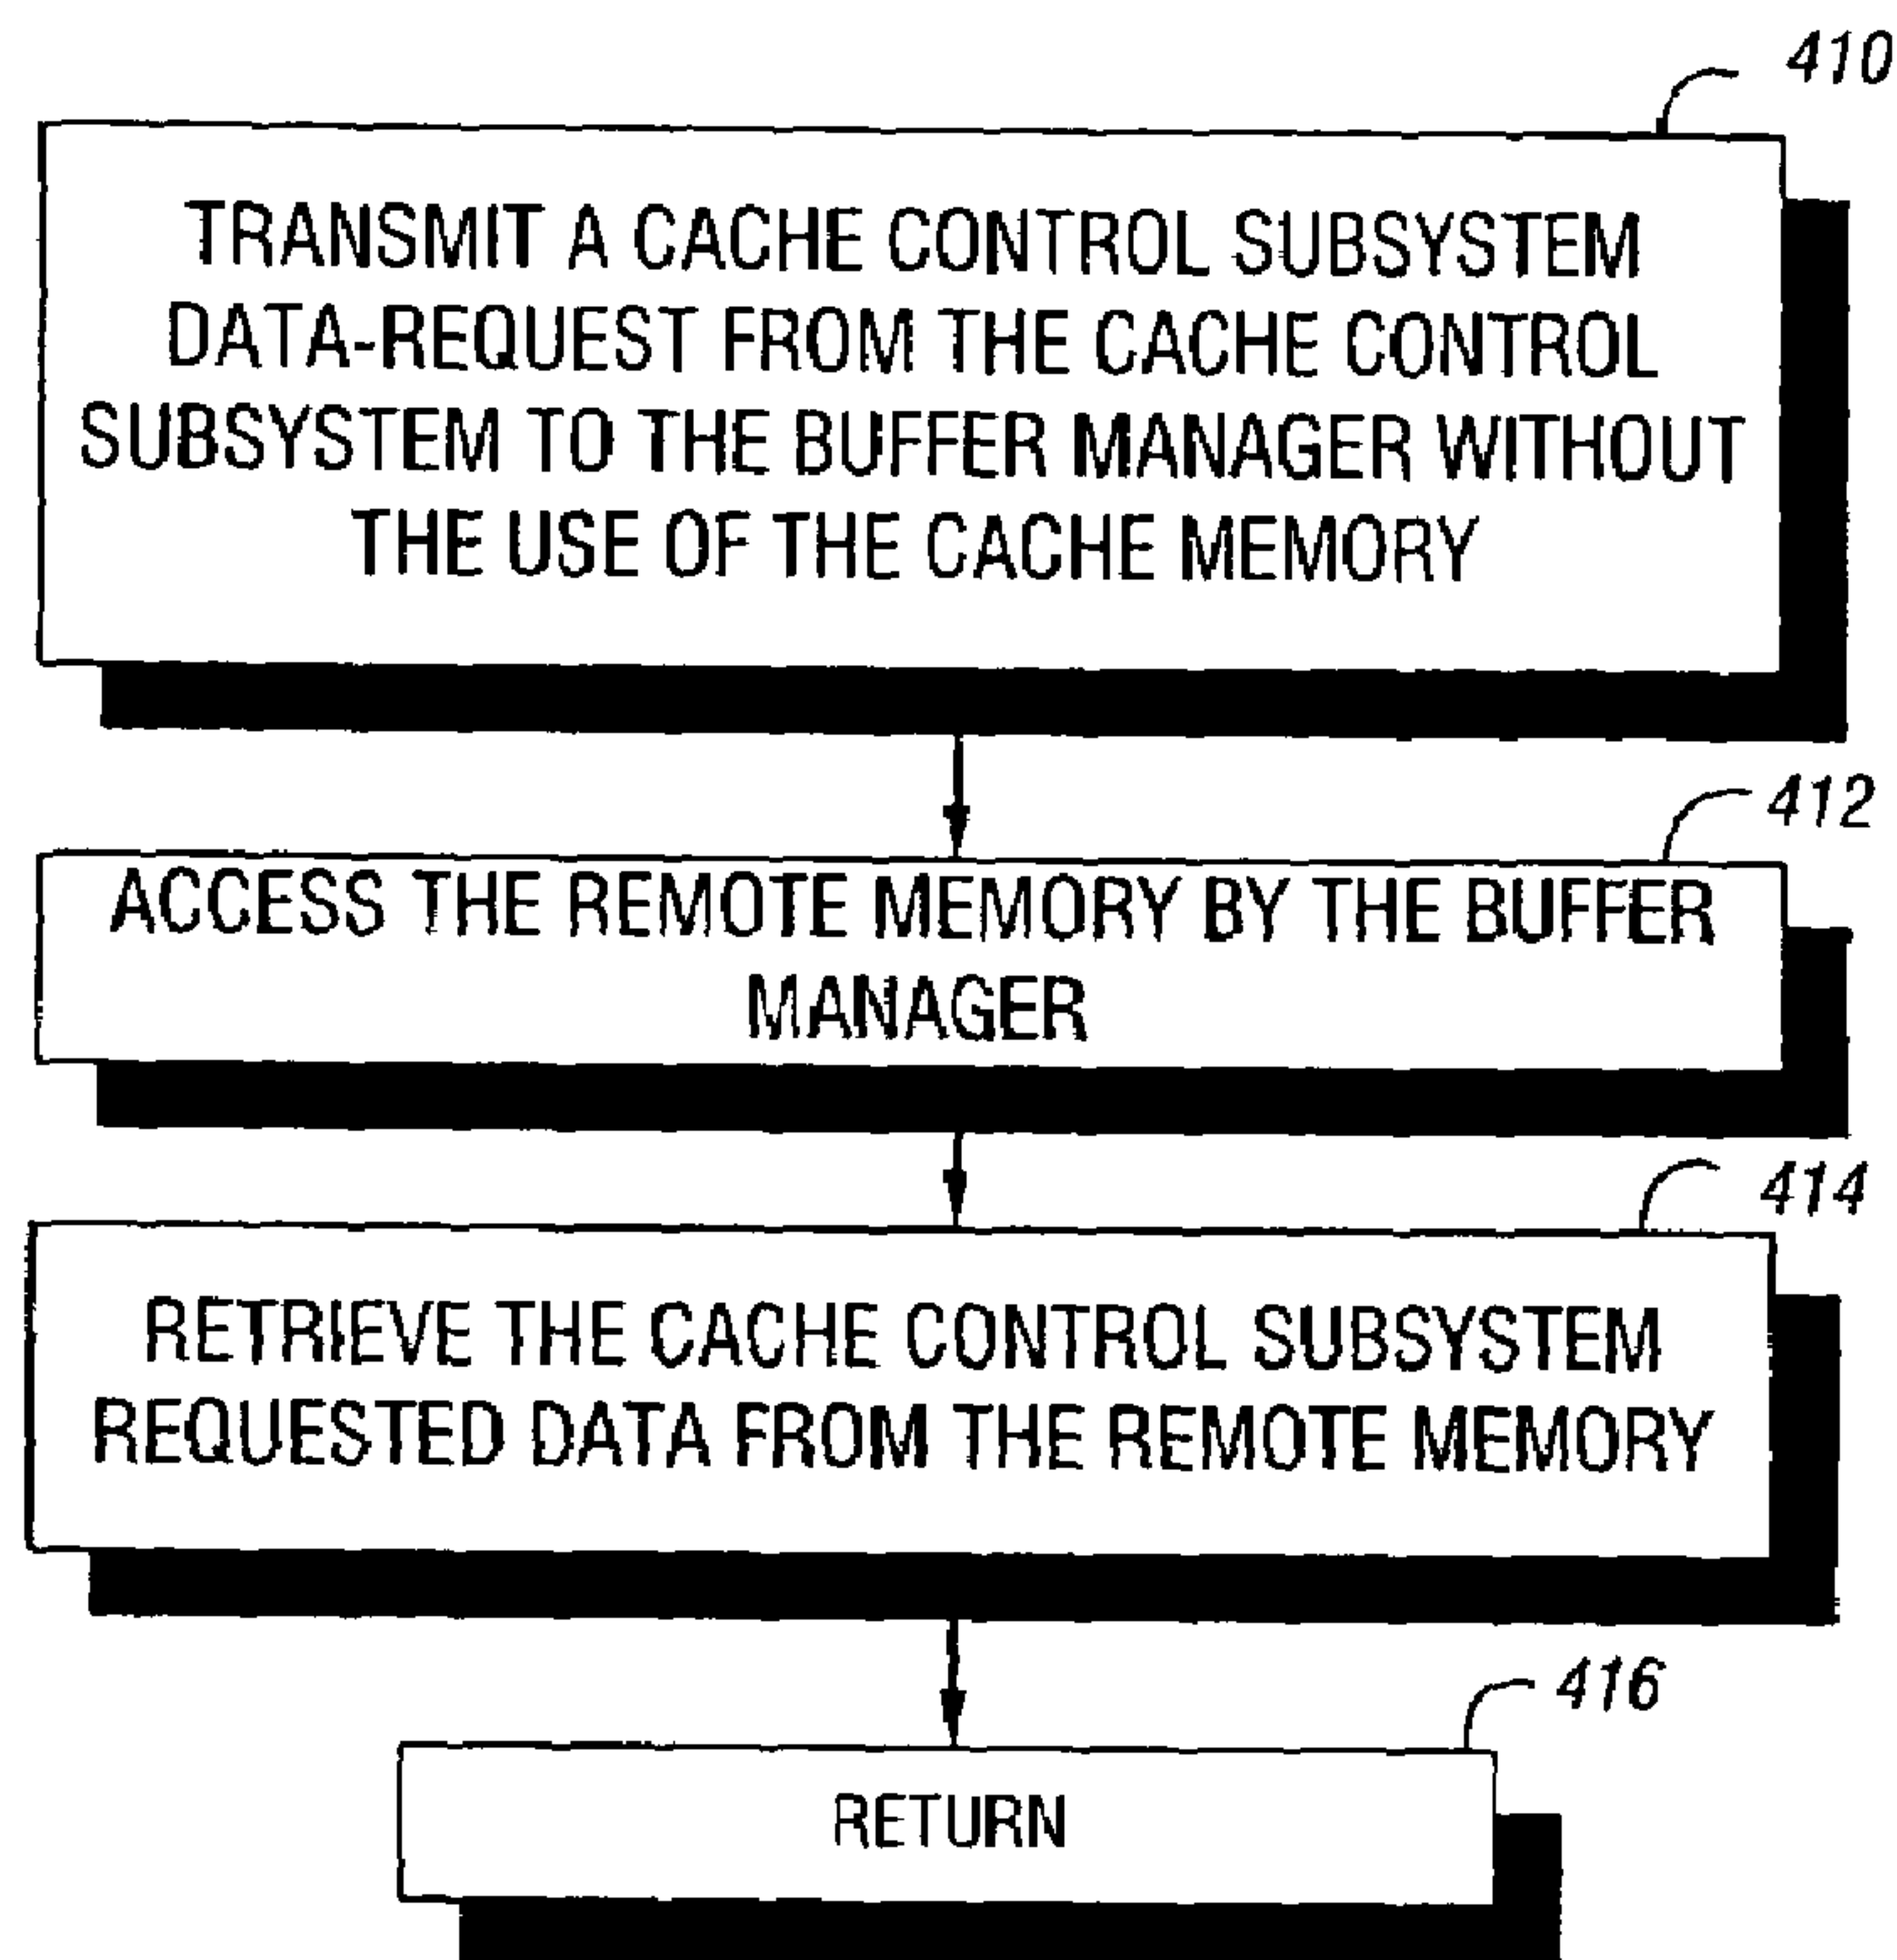 410
TRANSMIT A CACHE CONTROL SUBSYSTEM
DATA-REQUEST FROM THE CACHE CONTROL
SUBSYSTEM TO THE BUFFER MANAGER WITHOUT
THE USE OF THE CACHE MEMORY
412
ACCESS THE REMOTE MEMORY BY THE BUFFER
MANAGER
414
RETRIEVE THE CACHE CONTROL SUBSYSTEM
REQUESTED DATA FROM THE REMOTE MEMORY
416
RETURN